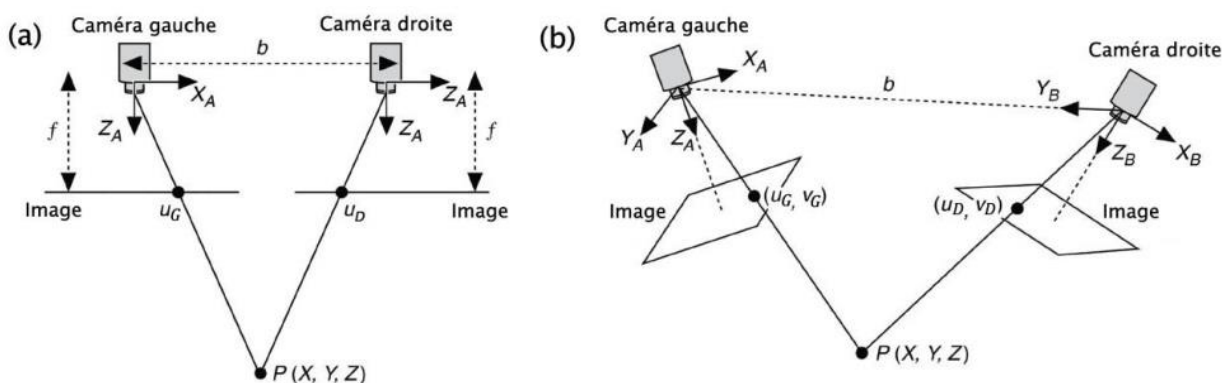 (a)
Caméra gauche
Caméra droite
b
f
X_A
Z_A
Z_A
Z_A
f
Image
u_G
u_D
Image
P (X, Y, Z)
(b)
Caméra gauche
Caméra droite
X_A
b
Y_B
Y_A
Z_A
Z_B
X_B
Image
(u_G, v_G)
(u_D, v_D)
Image
P (X, Y, Z)